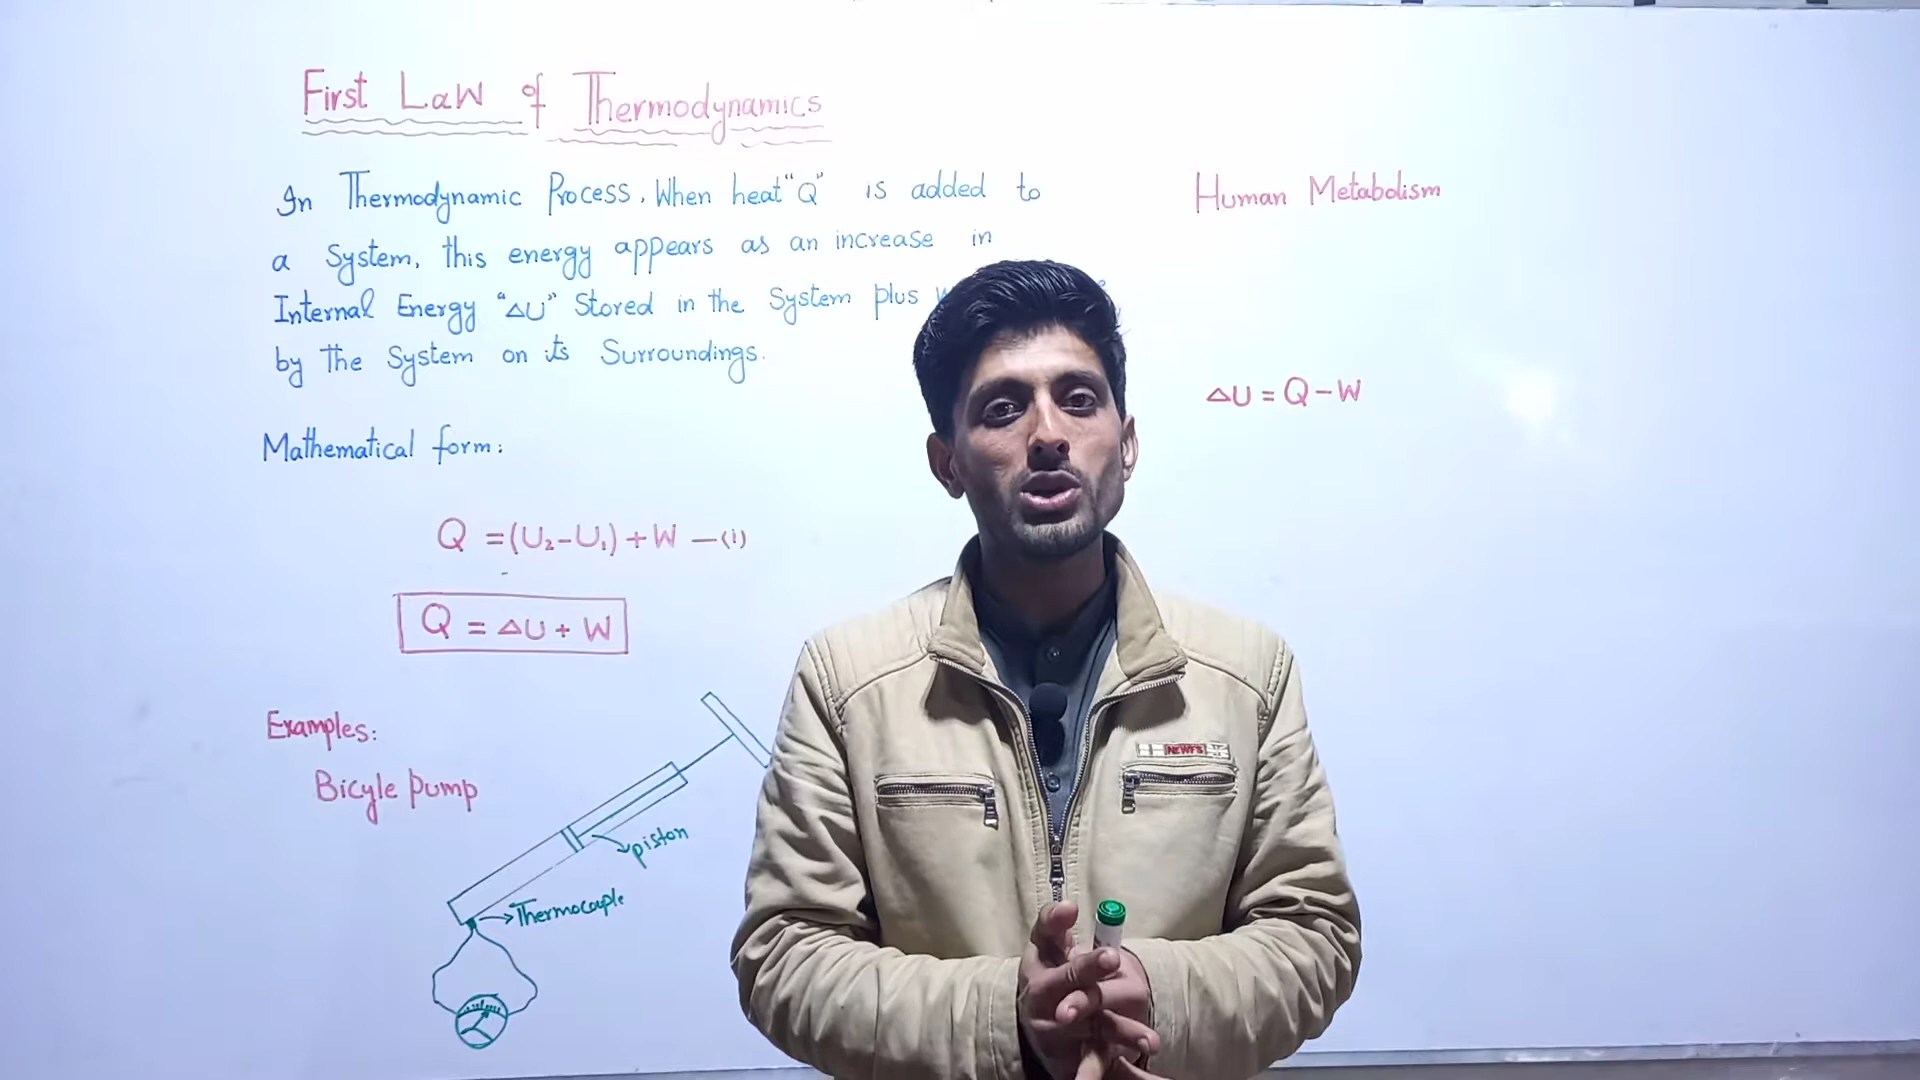 First Law of Thermodynamics
In Thermodynamic Process, When heat "Q" is added to
a System, this energy appears as an increase in
Internal Energy "ΔU" Stored in the System plus
by the System on its Surroundings.
Mathematical form:
Q = (U₂-U₁) + W —(i)
Q = ΔU + W
Examples:
Bicyle Pump
piston
Thermocouple
Human Metabolism
ΔU = Q - W
NEWFS